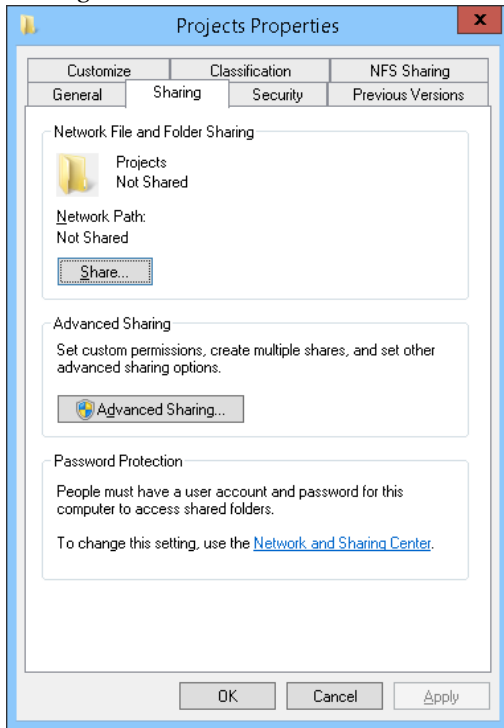 Projects Properties
x
Customize Classification NFS Sharing
General Sharing Security Previous Versions
Network File and Folder Sharing
Projects
Not Shared
Network Path:
Not Shared
Share...
Advanced Sharing
Set custom permissions, create multiple shares, and set other
advanced sharing options.
Advanced Sharing...
Password Protection
People must have a user account and password for this
computer to access shared folders.
To change this setting, use the Network and Sharing Center.
OK Cancel Apply